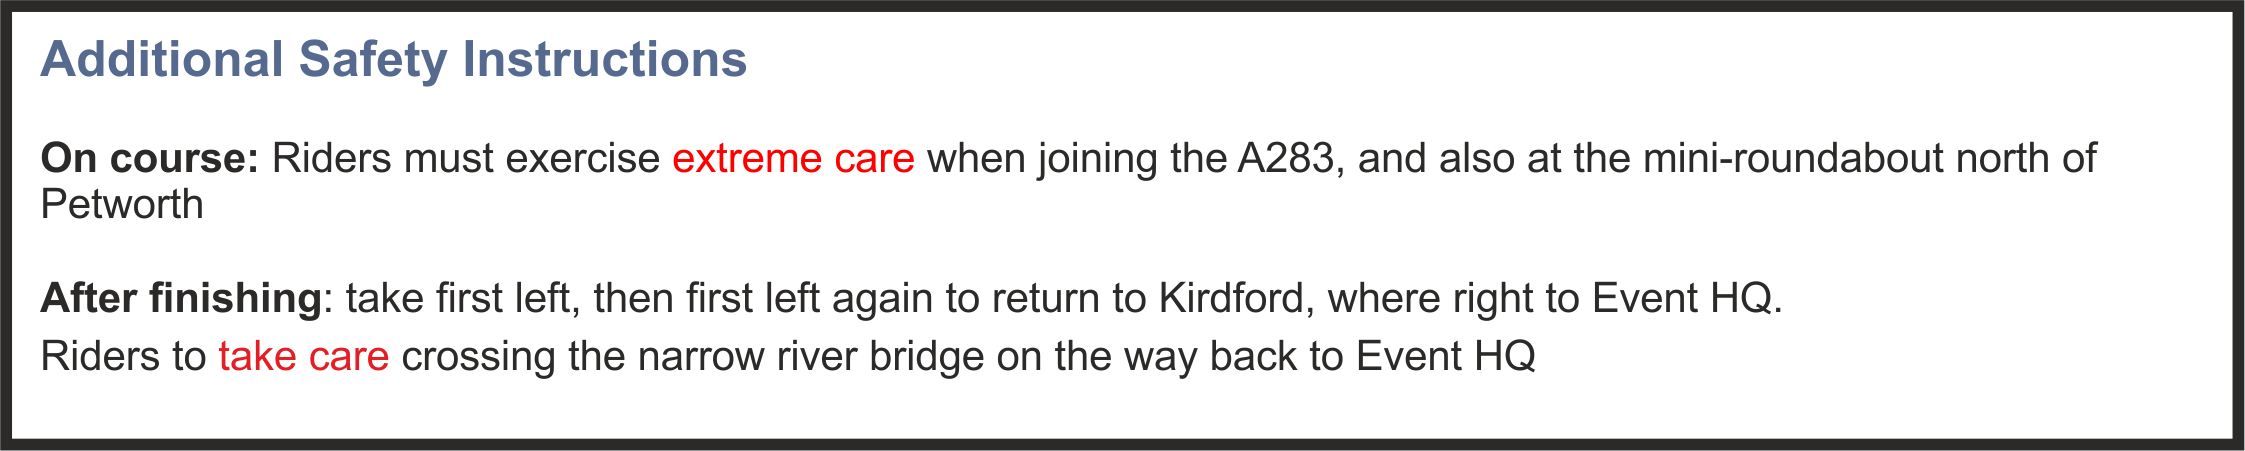 Additional Safety Instructions
On course: Riders must exercise extreme care when joining the A283, and also at the mini-roundabout north of
Petworth
After finishing: take first left, then first left again to return to Kirdford, where right to Event HQ.
Riders to take care crossing the narrow river bridge on the way back to Event HQ